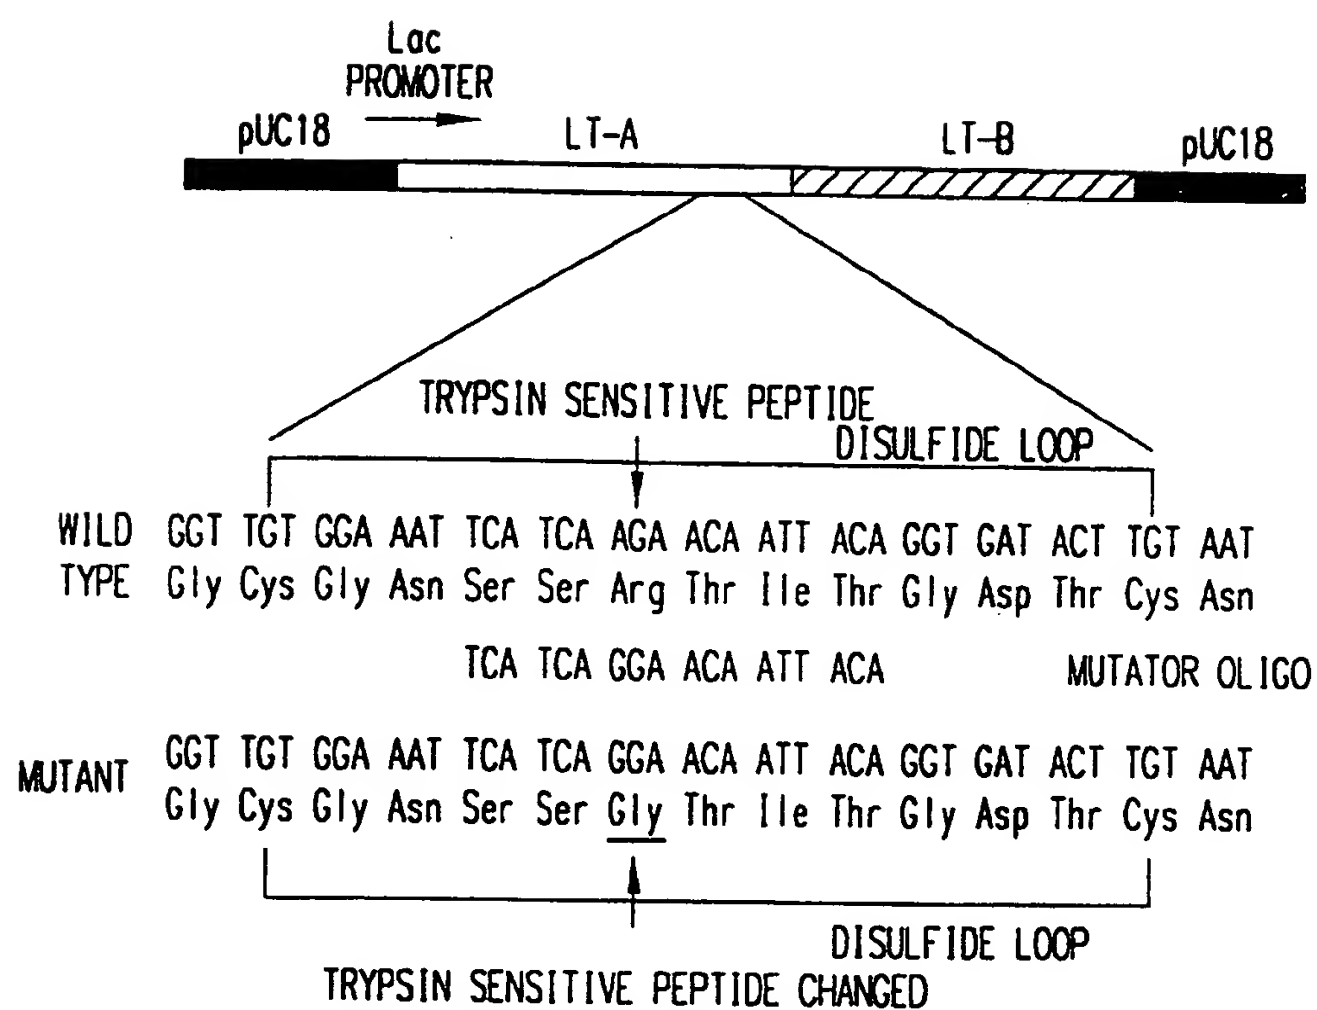 Lac
PROMOTER
pUC18
LT-A
LT-B
pUC18
TRYPSIN SENSITIVE PEPTIDE
DISULFIDE LOOP
WILD GGT TGT GGA AAT TCA TCA AGA ACA ATT ACA GGT GAT ACT TGT AAT
TYPE Gly Cys Gly Asn Ser Ser Arg Thr Ile Thr Gly Asp Thr Cys Asn
TCA TCA GGA ACA ATT ACA MUTATOR OLIGO
MUTANT
GGT TGT GGA AAT TCA TCA GGA ACA ATT ACA GGT GAT ACT TGT AAT
Gly Cys Gly Asn Ser Ser Gly Thr Ile Thr Gly Asp Thr Cys Asn
DISULFIDE LOOP
TRYPSIN SENSITIVE PEPTIDE CHANGED